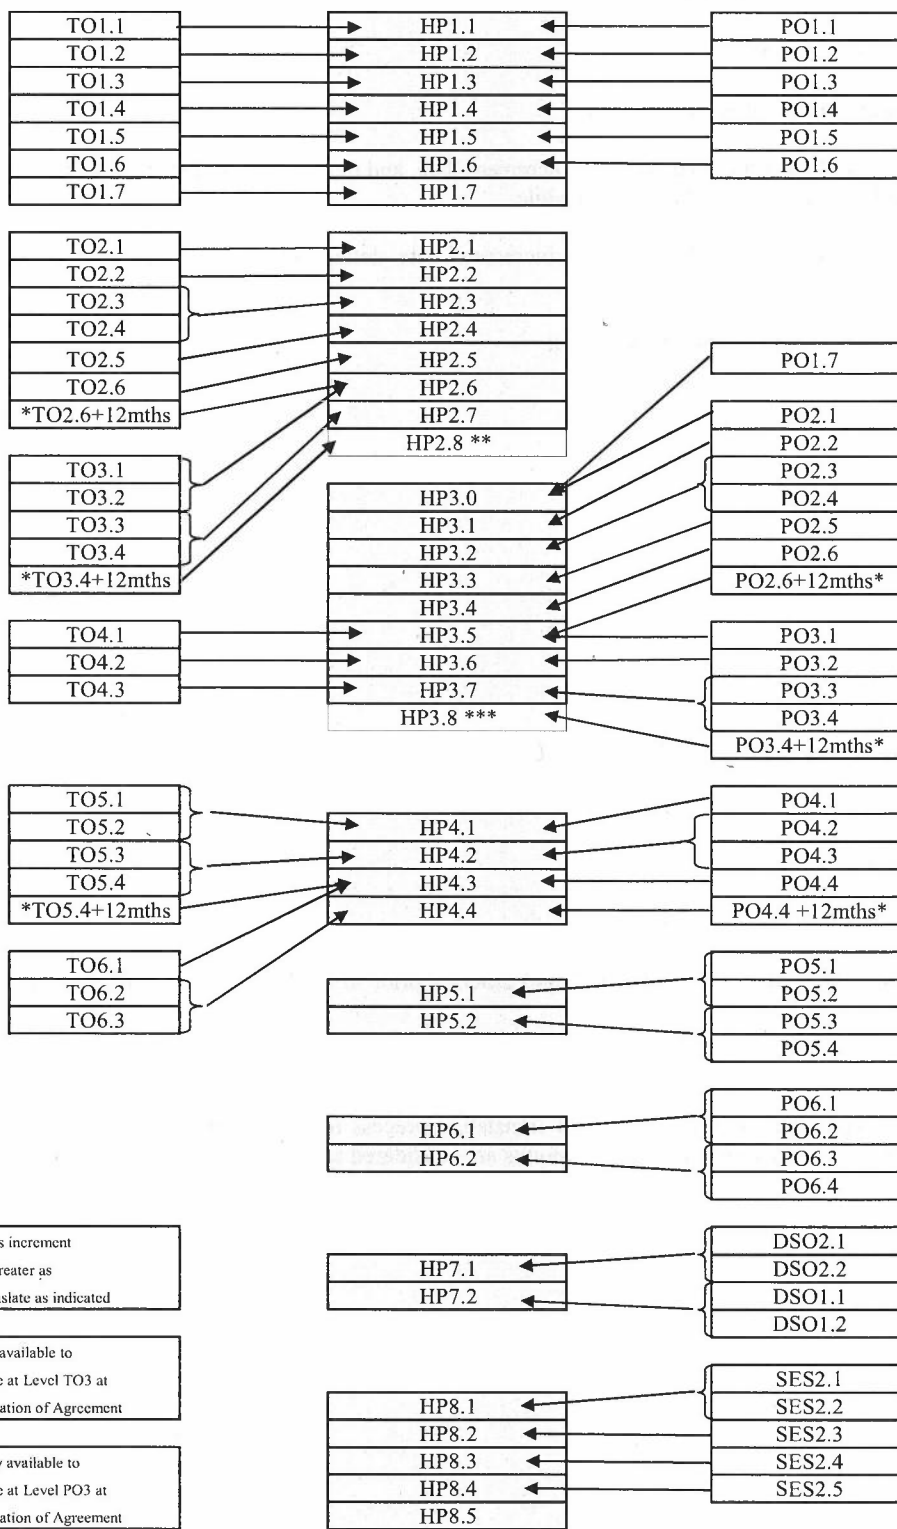 TO1.1 HP1.1 PO1.1
TO1.2 HP1.2 PO1.2
TO1.3 HP1.3 PO1.3
TO1.4 HP1.4 PO1.4
TO1.5 HP1.5 PO1.5
TO1.6 HP1.6 PO1.6
TO1.7 HP1.7
TO2.1 HP2.1
TO2.2 HP2.2
TO2.3 HP2.3
TO2.4 HP2.4
TO2.5 HP2.5 PO1.7
TO2.6 HP2.6
*TO2.6+12mths HP2.7 PO2.1
HP2.8 ** PO2.2
TO3.1 PO2.3
TO3.2 HP3.0 PO2.4
TO3.3 HP3.1 PO2.5
TO3.4 HP3.2 PO2.6
*TO3.4+12mths HP3.3 PO2.6+12mths*
HP3.4
TO4.1 HP3.5 PO3.1
TO4.2 HP3.6 PO3.2
TO4.3 HP3.7 PO3.3
HP3.8 *** PO3.4
PO3.4+12mths*
TO5.1 PO4.1
TO5.2 HP4.1 PO4.2
TO5.3 HP4.2 PO4.3
TO5.4 HP4.3 PO4.4
*TO5.4+12mths HP4.4 PO4.4 +12mths*
TO6.1 PO5.1
TO6.2 HP5.1 PO5.2
TO6.3 HP5.2 PO5.3
PO5.4
PO6.1
HP6.1 PO6.2
HP6.2 PO6.3
PO6.4
s increment DSO2.1
reater as HP7.1 DSO2.2
slate as indicated HP7.2 DSO1.1
DSO1.2
available to
e at Level TO3 at SES2.1
ation of Agreement HP8.1 SES2.2
HP8.2 SES2.3
y available to HP8.3 SES2.4
e at Level PO3 at HP8.4 SES2.5
ation of Agreement HP8.5